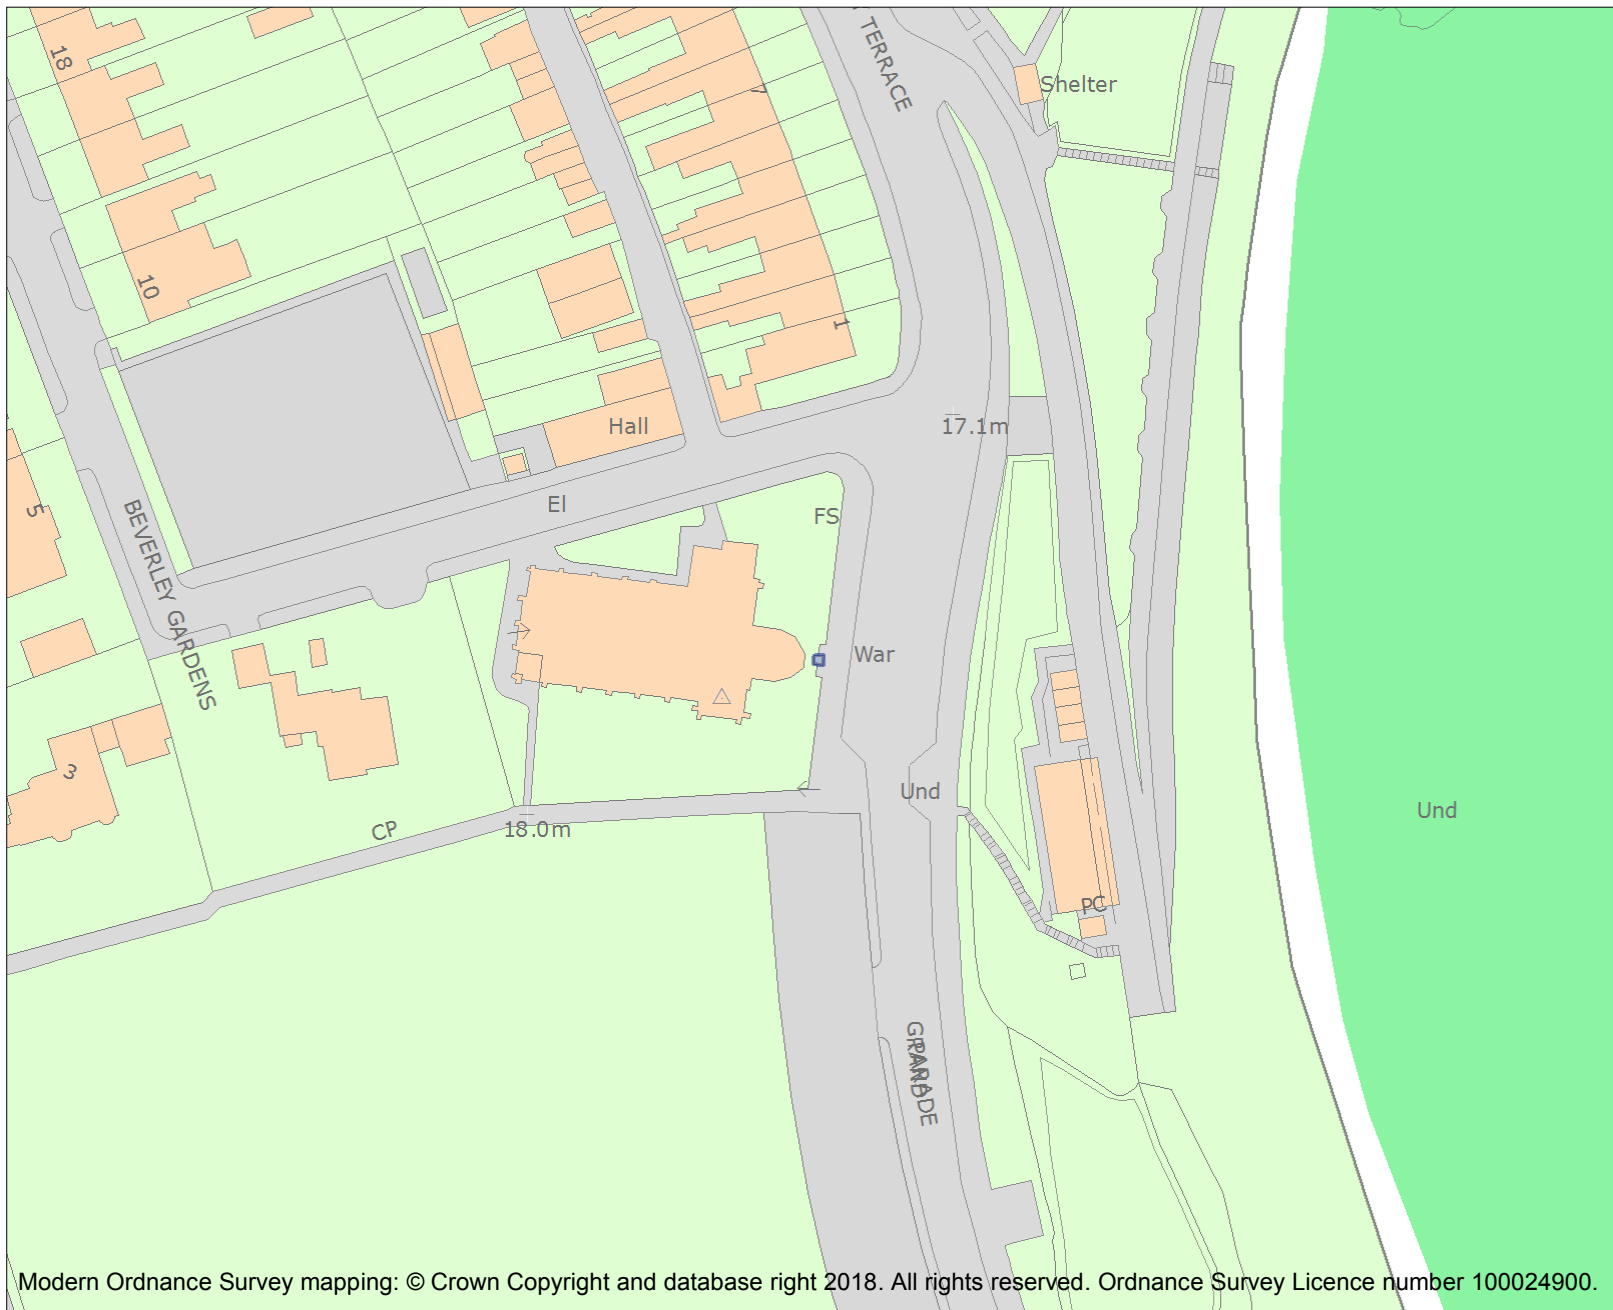 18
TERRACE
Shelter
7
10
1
Hall
17.1m
5
El
FS
BEVERLEY GARDENS
War
3
Und
Und
CP
18.0m
PC
GRAND
PARADE
Modern Ordnance Survey mapping: © Crown Copyright and database right 2018. All rights reserved. Ordnance Survey Licence number 100024900.